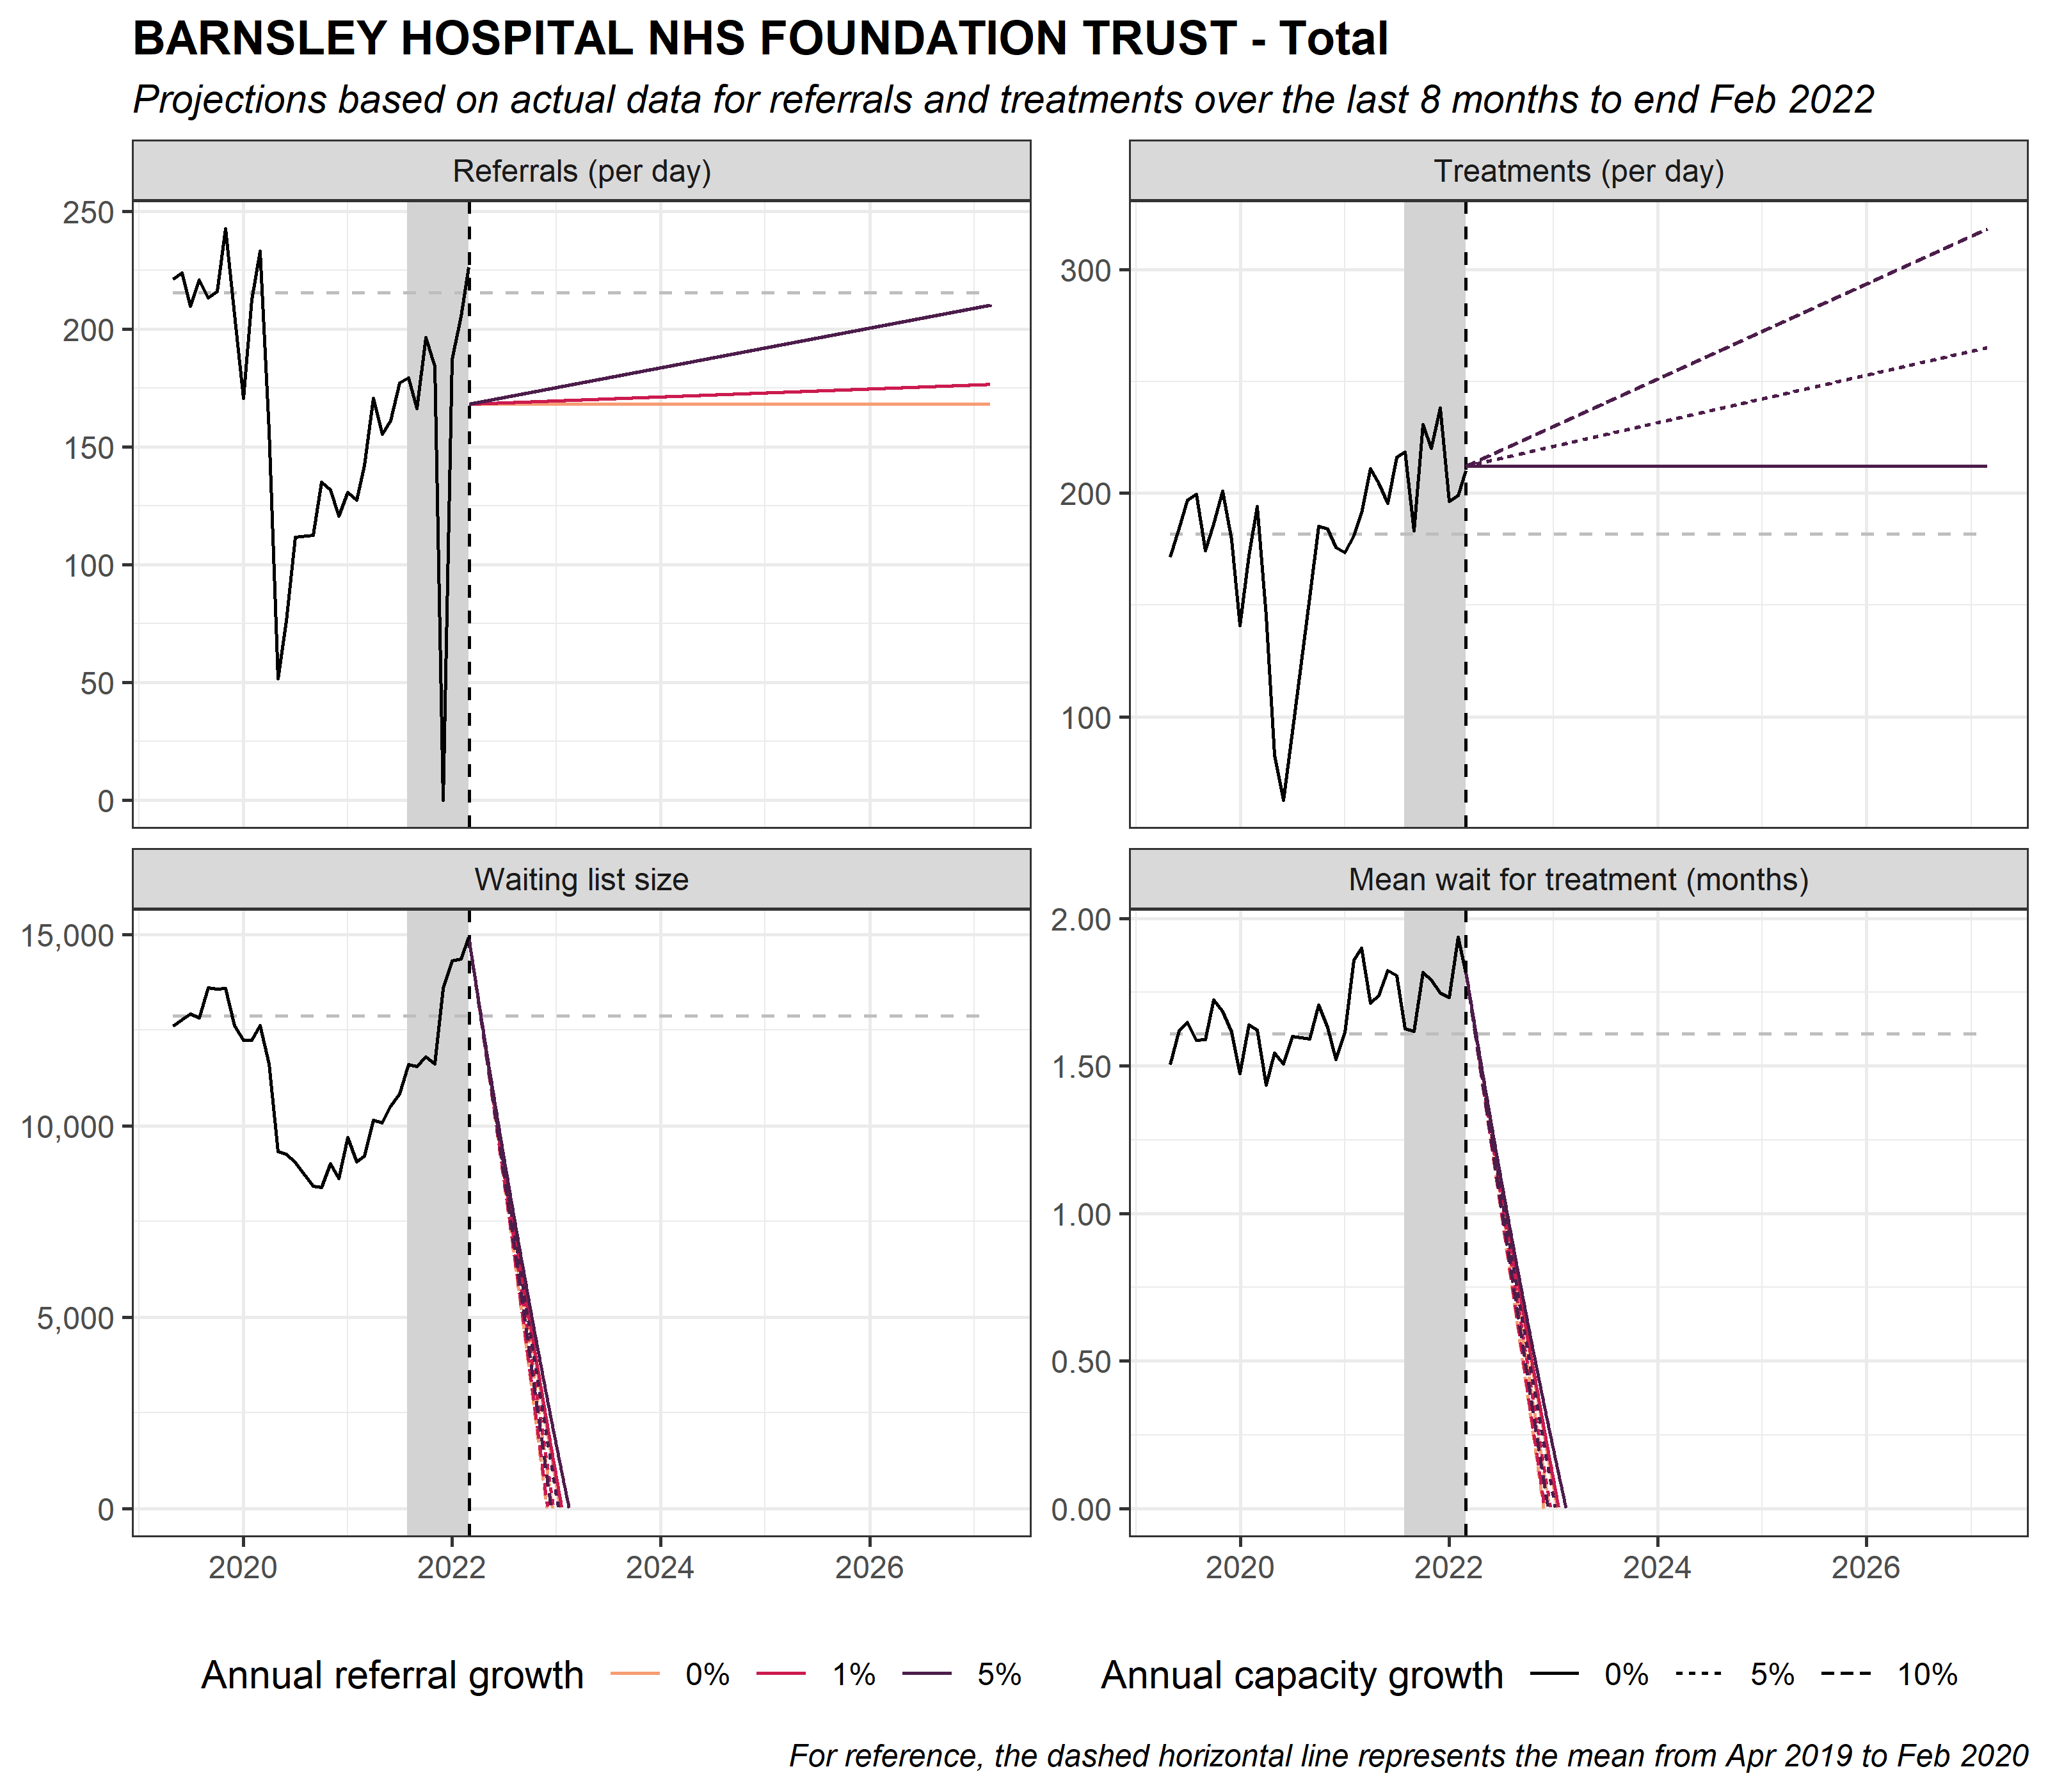 BARNSLEY HOSPITAL NHS FOUNDATION TRUST - Total
Projections based on actual data for referrals and treatments over the last 8 months to end Feb 2022
Referrals (per day)
250
200
150
100
50
0
Treatments (per day)
300
200
100
Waiting list size
15,000
10,000
5,000
0
2020 2022 2024 2026
Mean wait for treatment (months)
2.00
1.50
1.00
0.50
0.00
2020 2022 2024 2026
Annual referral growth 0% 1% 5%
Annual capacity growth 0% 5% 10%
For reference, the dashed horizontal line represents the mean from Apr 2019 to Feb 2020